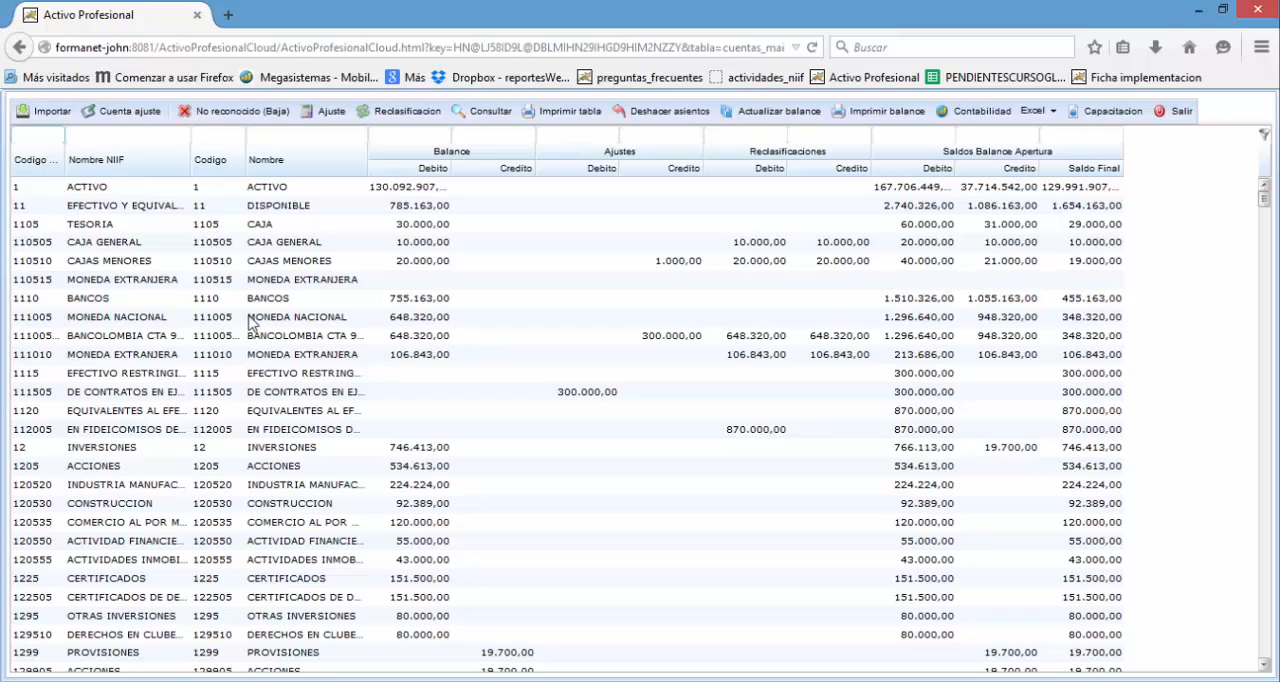 Activo Profesional
formanet-john:8081/ActivoProfesionalCloud/ActivoProfesionalCloud.html?key=HN@LJ58ID9L@DBLMIHN29IHGD9HIM2NZZY&tabla=cuentas_mai Buscar
Más visitados Comenzar a usar Firefox Megasistemas - Mobil... Más Dropbox - reportesWe... preguntas_frecuentes actividades_niif Activo Profesional PENDIENTESCURSOGL... Ficha implementacion
Importar Cuenta ajuste No reconocido (Baja) Ajuste Reclasificacion Consultar Imprimir tabla Deshacer asientos Actualizar balance Imprimir balance Contabilidad Excel Capacitacion Salir
Balance Ajustes Reclasificaciones Saldos Balance Apertura
Codigo ... Nombre NIIF Codigo Nombre Debito Credito Debito Credito Debito Credito Debito Credito Saldo Final
1 ACTIVO 1 ACTIVO 130.092.907,... 167.706.449,... 37.714.542,00 129.991.907,...
11 EFECTIVO Y EQUIVAL... 11 DISPONIBLE 785.163,00 2.740.326,00 1.086.163,00 1.654.163,00
1105 TESORIA 1105 CAJA 30.000,00 60.000,00 31.000,00 29.000,00
110505 CAJA GENERAL 110505 CAJA GENERAL 10.000,00 10.000,00 10.000,00 20.000,00 10.000,00 10.000,00
110510 CAJAS MENORES 110510 CAJAS MENORES 20.000,00 1.000,00 20.000,00 20.000,00 40.000,00 21.000,00 19.000,00
110515 MONEDA EXTRANJERA 110515 MONEDA EXTRANJERA
1110 BANCOS 1110 BANCOS 755.163,00 1.510.326,00 1.055.163,00 455.163,00
111005 MONEDA NACIONAL 111005 MONEDA NACIONAL 648.320,00 1.296.640,00 948.320,00 348.320,00
111005... BANCOLOMBIA CTA 9... 111005... BANCOLOMBIA CTA 9... 648.320,00 300.000,00 648.320,00 648.320,00 1.296.640,00 948.320,00 348.320,00
111010 MONEDA EXTRANJERA 111010 MONEDA EXTRANJERA 106.843,00 106.843,00 106.843,00 213.686,00 106.843,00 106.843,00
1115 EFECTIVO RESTRINGI... 1115 EFECTIVO RESTRING... 300.000,00 300.000,00
111505 DE CONTRATOS EN EJ... 111505 DE CONTRATOS EN E... 300.000,00 300.000,00 300.000,00
1120 EQUIVALENTES AL EFE... 1120 EQUIVALENTES AL EF... 870.000,00 870.000,00
112005 EN FIDEICOMISOS DE... 112005 EN FIDEICOMISOS D... 870.000,00 870.000,00 870.000,00
12 INVERSIONES 12 INVERSIONES 746.413,00 766.113,00 19.700,00 746.413,00
1205 ACCIONES 1205 ACCIONES 534.613,00 534.613,00 534.613,00
120520 INDUSTRIA MANUFAC... 120520 INDUSTRIA MANUFAC... 224.224,00 224.224,00 224.224,00
120530 CONSTRUCCION 120530 CONSTRUCCION 92.389,00 92.389,00 92.389,00
120535 COMERCIO AL POR M... 120535 COMERCIO AL POR ... 120.000,00 120.000,00 120.000,00
120550 ACTIVIDAD FINANCIE... 120550 ACTIVIDAD FINANCIE... 55.000,00 55.000,00 55.000,00
120555 ACTIVIDADES INMOBI... 120555 ACTIVIDADES INMOB... 43.000,00 43.000,00 43.000,00
1225 CERTIFICADOS 1225 CERTIFICADOS 151.500,00 151.500,00 151.500,00
122505 CERTIFICADOS DE DE... 122505 CERTIFICADOS DE D... 151.500,00 151.500,00 151.500,00
1295 OTRAS INVERSIONES 1295 OTRAS INVERSIONES 80.000,00 80.000,00 80.000,00
129510 DERECHOS EN CLUBE... 129510 DERECHOS EN CLUBE... 80.000,00 80.000,00 80.000,00
1299 PROVISIONES 1299 PROVISIONES 19.700,00 19.700,00 19.700,00
129905 ACCIONES 129905 ACCIONES 19.700,00 19.700,00 19.700,00